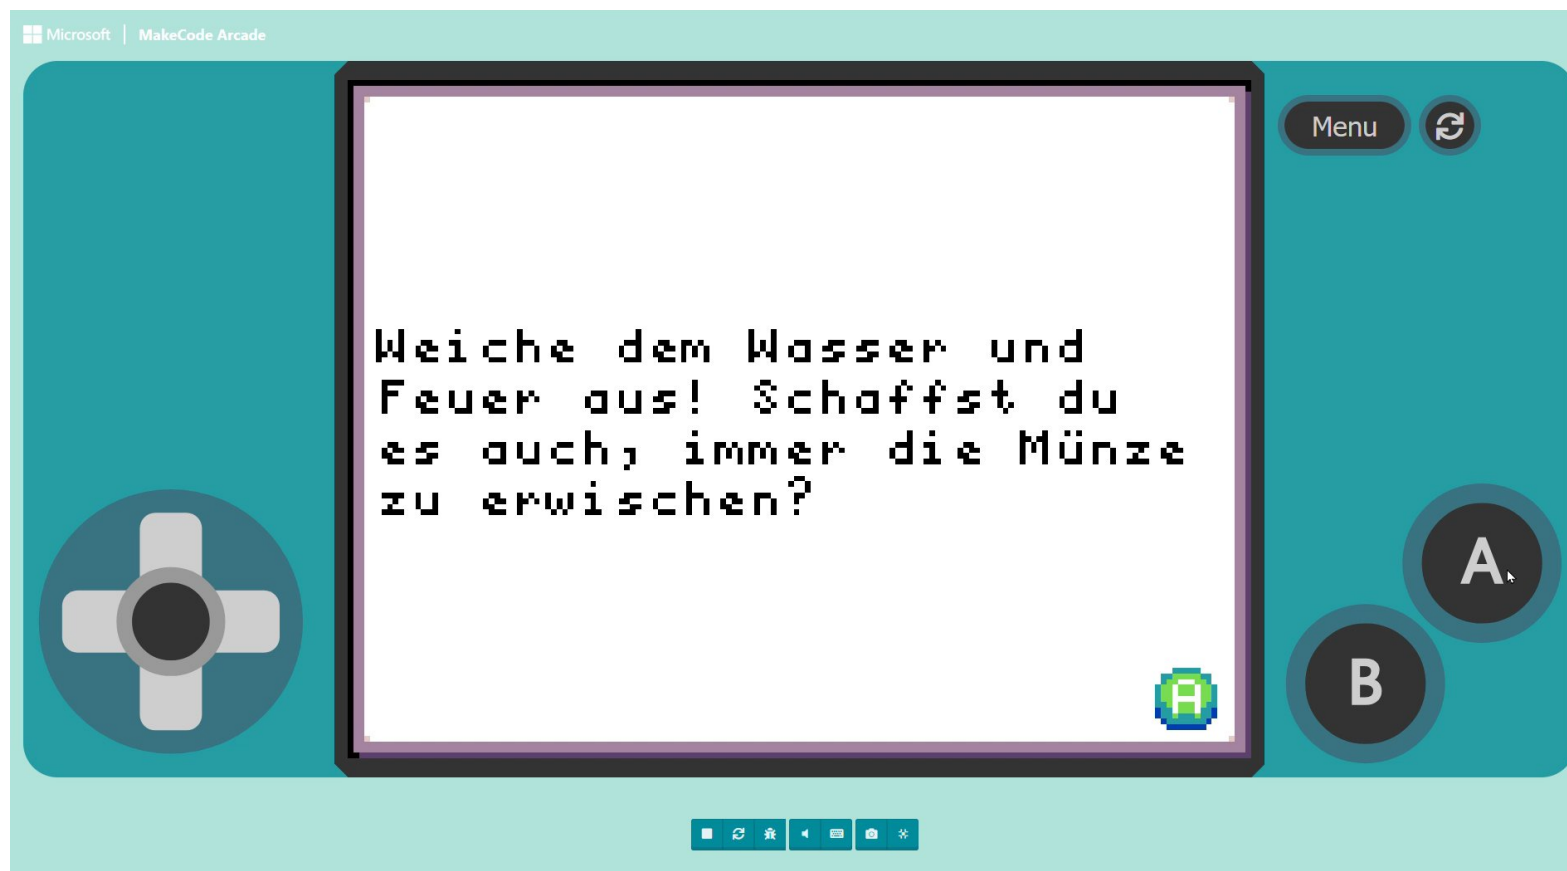 Microsoft | MakeCode Arcade
Menu
Weiche dem Wasser und
Feuer aus! Schaffst du
es auch, immer die Münze
zu erwischen?
A
B
A